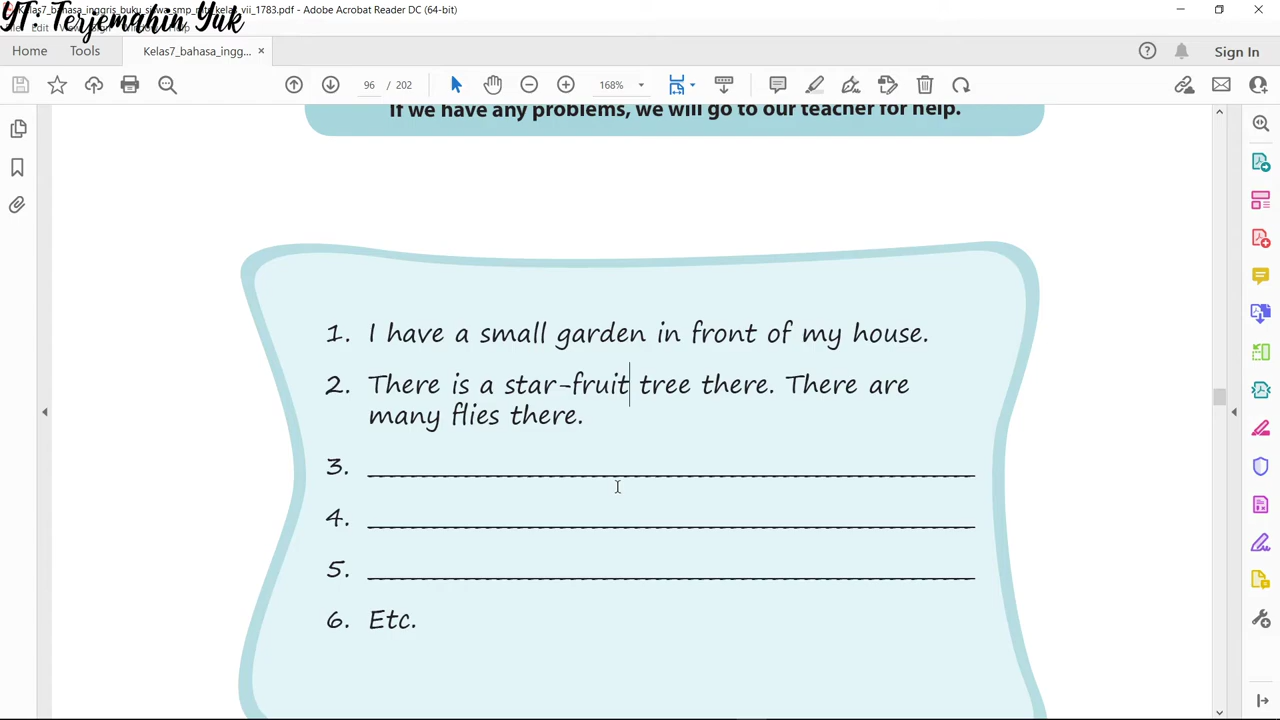 Kelas7_bahasa_inggris_buku_siswa_smp_mts_kelas_vii_1783.pdf - Adobe Acrobat Reader DC (64-bit)
YT: Terjemahin Yuk
Home Tools Kelas7_bahasa_ingg... × Sign In
96 / 202 168%
If we have any problems, we will go to our teacher for help.
1. I have a small garden in front of my house.
2. There is a star-fruit tree there. There are
many flies there.
3.
4.
5.
6. Etc.